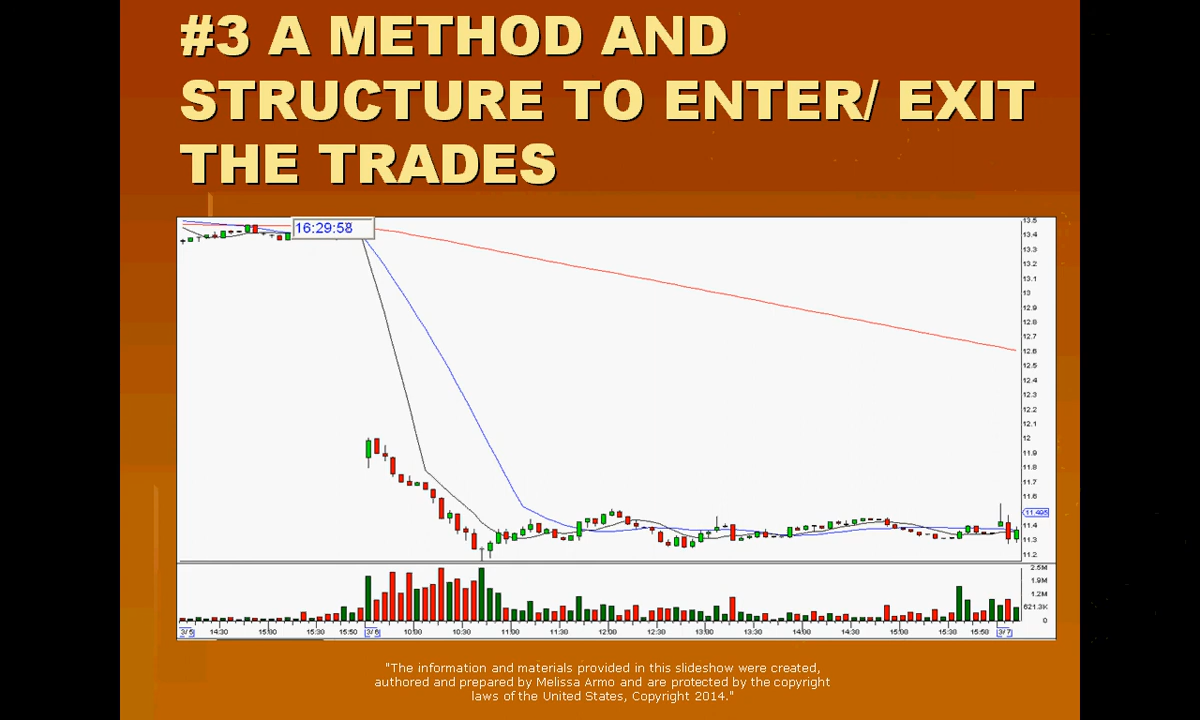 #3 A METHOD AND
STRUCTURE TO ENTER/ EXIT
THE TRADES
16:29:58
13.5
13.4
13.3
13.2
13.1
13
12.9
12.8
12.7
12.6
12.5
12.4
12.3
12.2
12.1
12
11.9
11.8
11.7
11.6
11.495
11.4
11.3
11.2
2.5M
1.9M
1.2M
621.3K
0
3/5 14:30 15:00 15:30 15:50 3/6 10:00 10:30 11:00 11:30 12:00 12:30 13:00 13:30 14:00 14:30 15:00 15:30 15:50 3/7
"The information and materials provided in this slideshow were created,
authored and prepared by Melissa Armo and are protected by the copyright
laws of the United States, Copyright 2014."